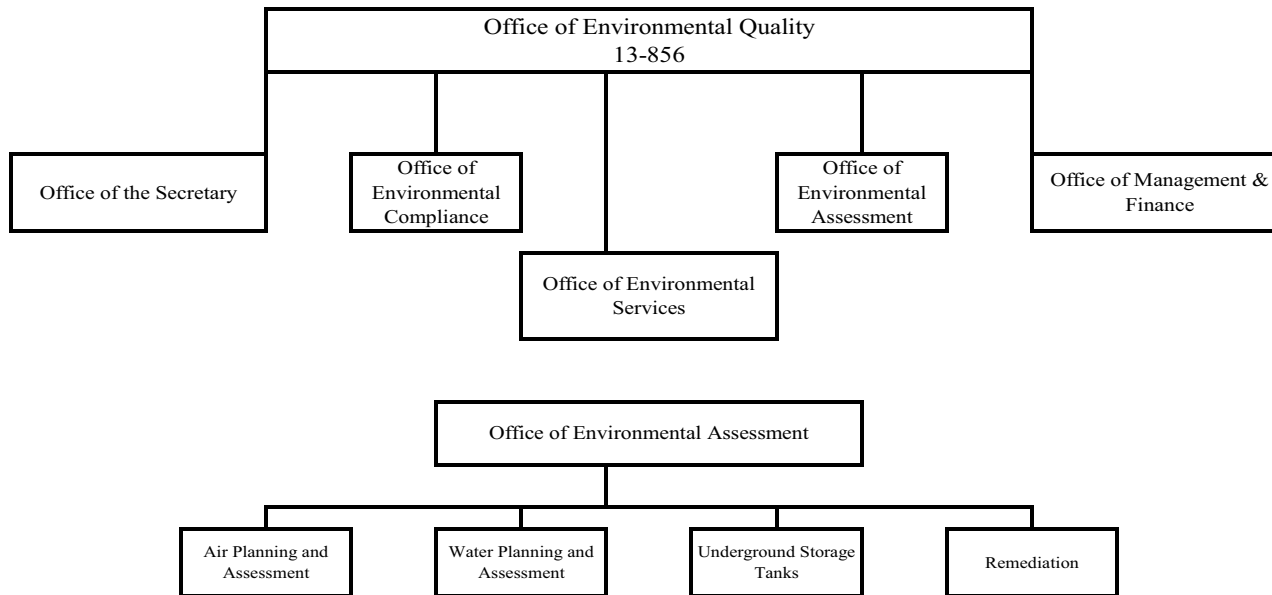 Office of Environmental Quality
13-856
Office of the Secretary
Office of
Environmental
Compliance
Office of
Environmental
Assessment
Office of Management &
Finance
Office of Environmental
Services
Office of Environmental Assessment
Air Planning and
Assessment
Water Planning and
Assessment
Underground Storage
Tanks
Remediation